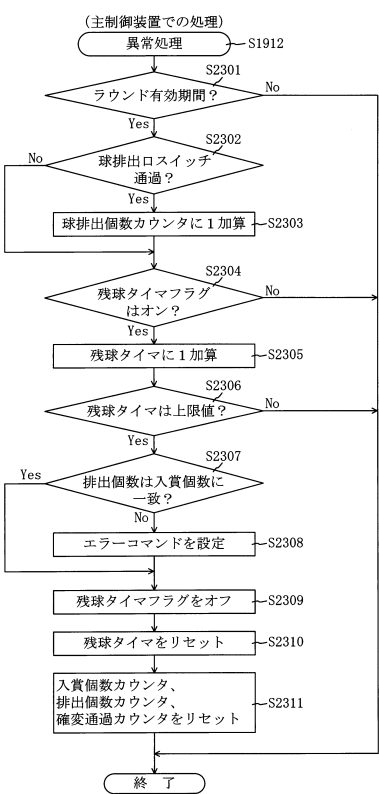 (主制御装置での処理)
異常処理
S1912
S2301
ラウンド有効期間?
No
Yes
S2302
球排出口スイッチ
通過?
No
Yes
球排出個数カウンタに1加算
S2303
S2304
残球タイマフラグ
はオン?
No
Yes
残球タイマに1加算
S2305
S2306
残球タイマは上限値?
No
Yes
S2307
排出個数は入賞個数に
一致?
Yes
No
エラーコマンドを設定
S2308
残球タイマフラグをオフ
S2309
残球タイマをリセット
S2310
入賞個数カウンタ、
排出個数カウンタ、
確変通過カウンタをリセット
S2311
終 了